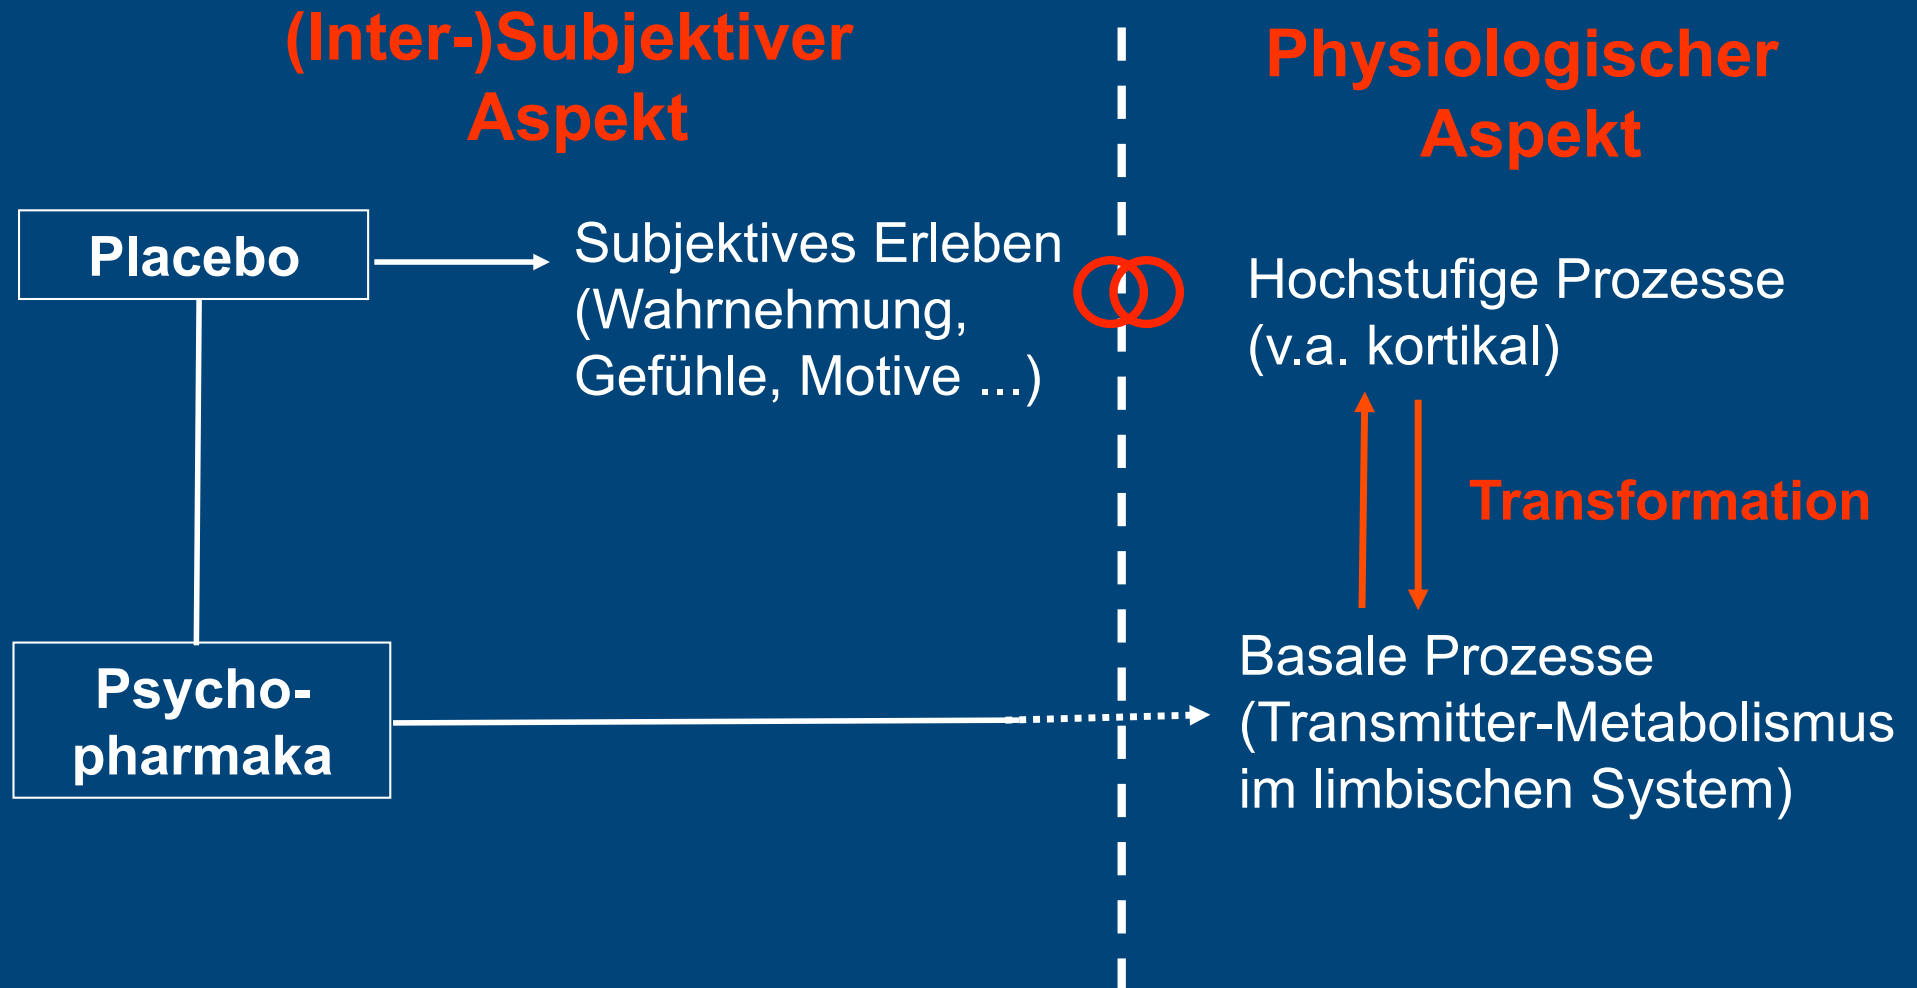 (Inter-)Subjektiver
Aspekt
Physiologischer
Aspekt
Placebo
Subjektives Erleben
(Wahrnehmung,
Gefühle, Motive ...)
Hochstufige Prozesse
(v.a. kortikal)
Transformation
Psycho-
pharmaka
Basale Prozesse
(Transmitter-Metabolismus
im limbischen System)